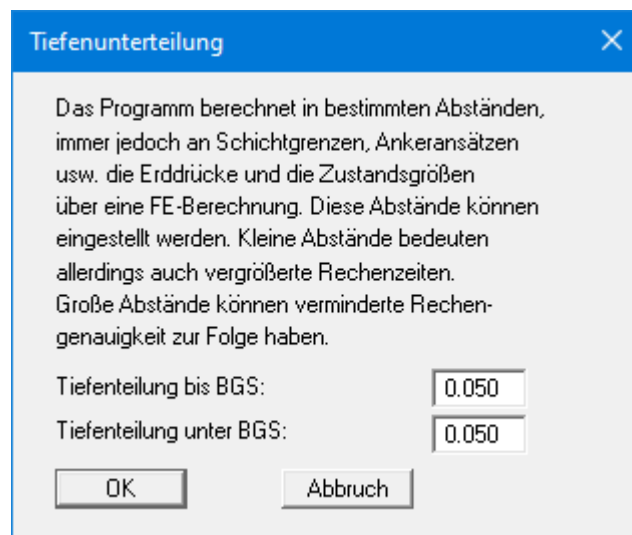 Tiefenunterteilung
Das Programm berechnet in bestimmten Abständen,
immer jedoch an Schichtgrenzen, Ankeransätzen
usw. die Erddrücke und die Zustandsgrößen
über eine FE-Berechnung. Diese Abstände können
eingestellt werden. Kleine Abstände bedeuten
allerdings auch vergrößerte Rechenzeiten.
Große Abstände können verminderte Rechen-
genauigkeit zur Folge haben.
Tiefenteilung bis BGS: 0.050
Tiefenteilung unter BGS: 0.050
OK Abbruch